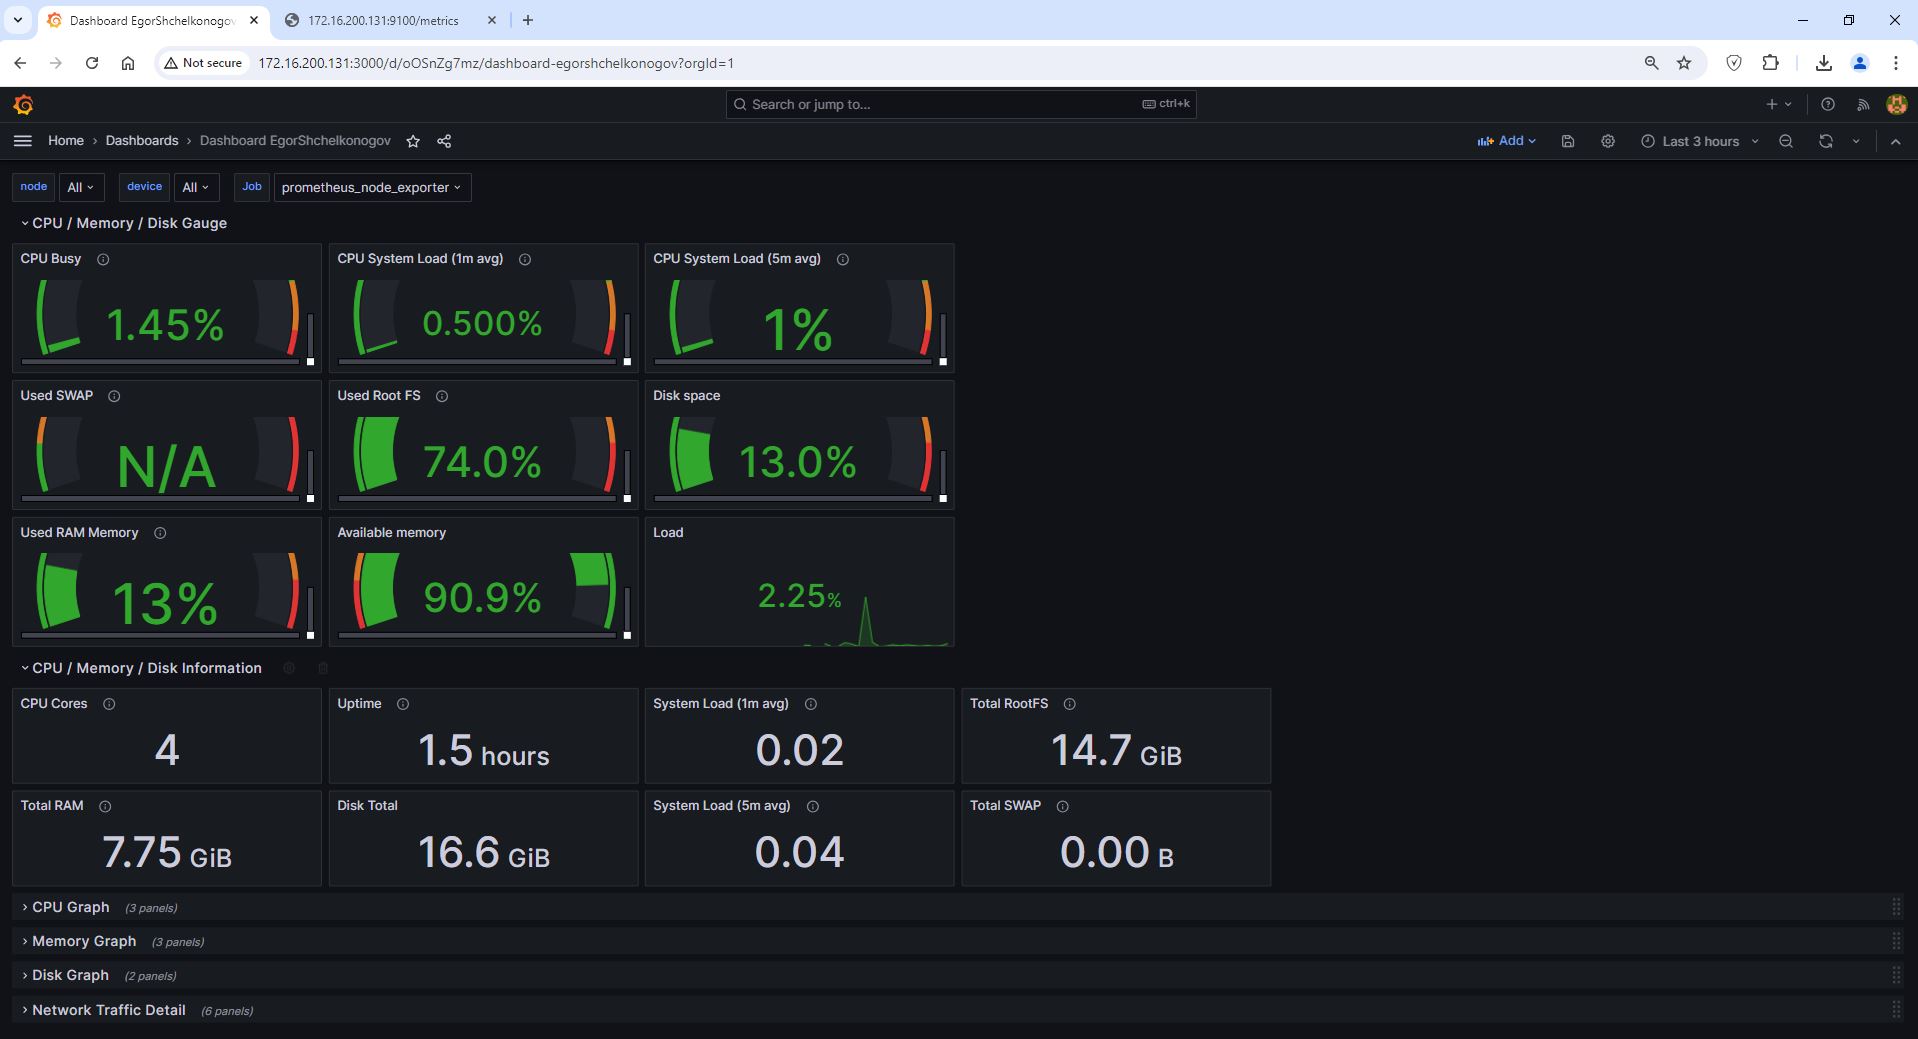 Dashboard EgorShchelkonogov
172.16.200.131:9100/metrics
Not secure
172.16.200.131:3000/d/oOSnZg7mz/dashboard-egorshchelkonogov?orgId=1
Search or jump to...
ctrl+k
Home
Dashboards
Dashboard EgorShchelkonogov
Add
Last 3 hours
node
All
device
All
Job
prometheus_node_exporter
CPU / Memory / Disk Gauge
CPU Busy
1.45%
CPU System Load (1m avg)
0.500%
CPU System Load (5m avg)
1%
Used SWAP
N/A
Used Root FS
74.0%
Disk space
13.0%
Used RAM Memory
13%
Available memory
90.9%
Load
2.25%
CPU / Memory / Disk Information
CPU Cores
4
Uptime
1.5 hours
System Load (1m avg)
0.02
Total RootFS
14.7 GiB
Total RAM
7.75 GiB
Disk Total
16.6 GiB
System Load (5m avg)
0.04
Total SWAP
0.00 B
CPU Graph (3 panels)
Memory Graph (3 panels)
Disk Graph (2 panels)
Network Traffic Detail (6 panels)